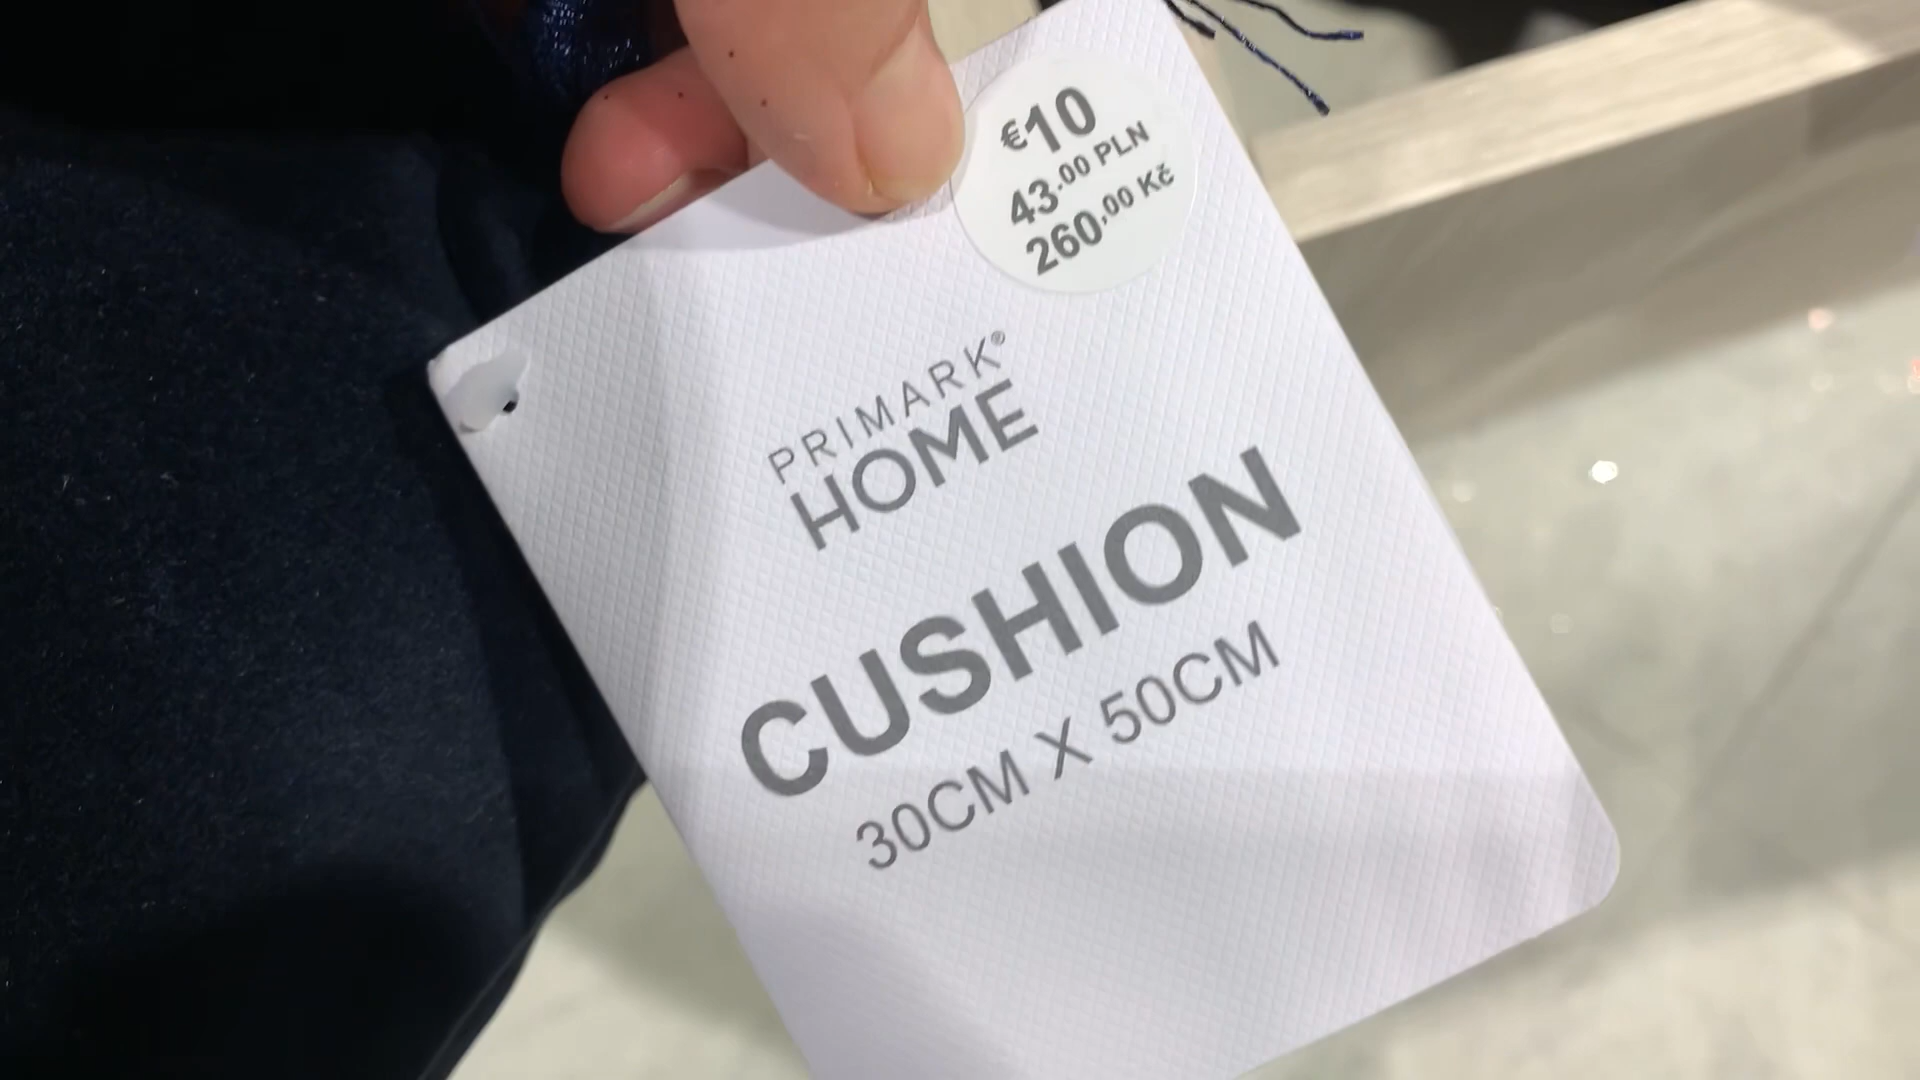 €10
43.00 PLN
260,00 Kč
PRIMARK®
HOME
CUSHION
30CM X 50CM